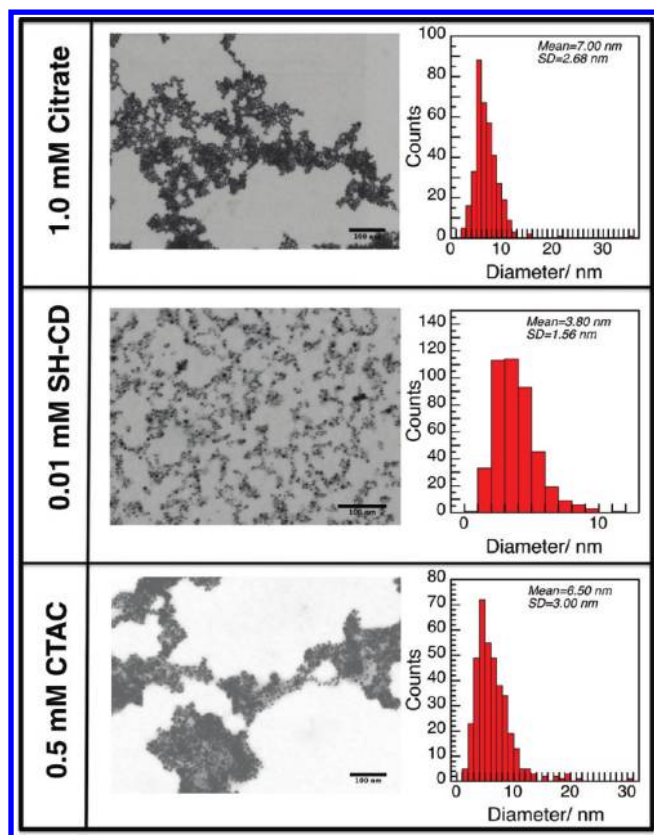 1.0 mM Citrate
100 nm
Mean=7.00 nm
SD=2.68 nm
100
80
60
40
20
0
Counts
0
10
20
30
Diameter/ nm
0.01 mM SH-CD
100 nm
Mean=3.80 nm
SD=1.56 nm
140
120
100
80
60
40
20
0
Counts
0
10
Diameter/ nm
0.5 mM CTAC
100 nm
Mean=6.50 nm
SD=3.00 nm
80
70
60
50
40
30
20
10
0
Counts
0
10
20
30
Diameter/ nm